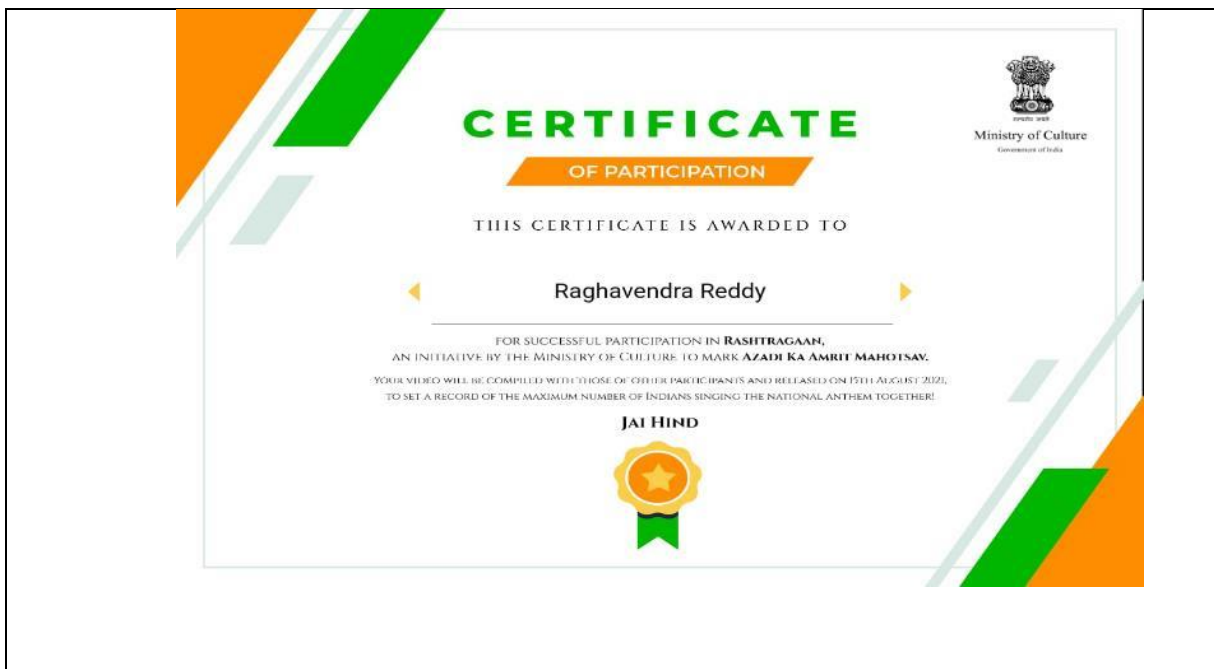 CERTIFICATE
OF PARTICIPATION
Ministry of Culture
Government of India
THIS CERTIFICATE IS AWARDED TO
Raghavendra Reddy
FOR SUCCESSFUL PARTICIPATION IN RASHTRAGAAN,
AN INITIATIVE BY THE MINISTRY OF CULTURE TO MARK AZADI KA AMRIT MAHOTSAV.
YOUR VIDEO WILL BE COMPILED WITH THOSE OF OTHER PARTICIPANTS AND RELEASED ON 15TH AUGUST 2021,
TO SET A RECORD OF THE MAXIMUM NUMBER OF INDIANS SINGING THE NATIONAL ANTHEM TOGETHER!
JAI HIND